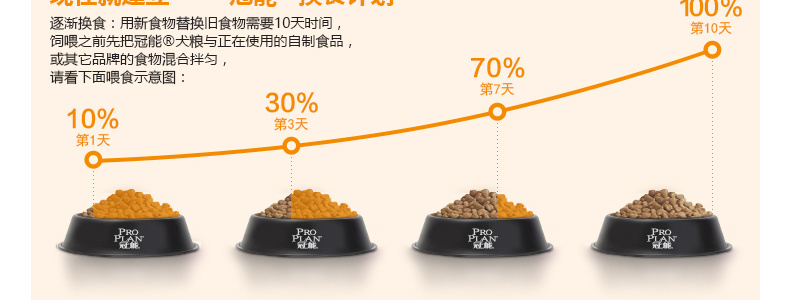 逐渐换食：用新食物替换旧食物需要10天时间，
饲喂之前先把冠能®犬粮与正在使用的自制食品，
或其它品牌的食物混合拌匀，
请看下面喂食示意图：
100%
第10天
70%
第7天
30%
第3天
10%
第1天
PRO
PLAN
冠能
PRO
PLAN
冠能
PRO
PLAN
冠能
PRO
PLAN
冠能